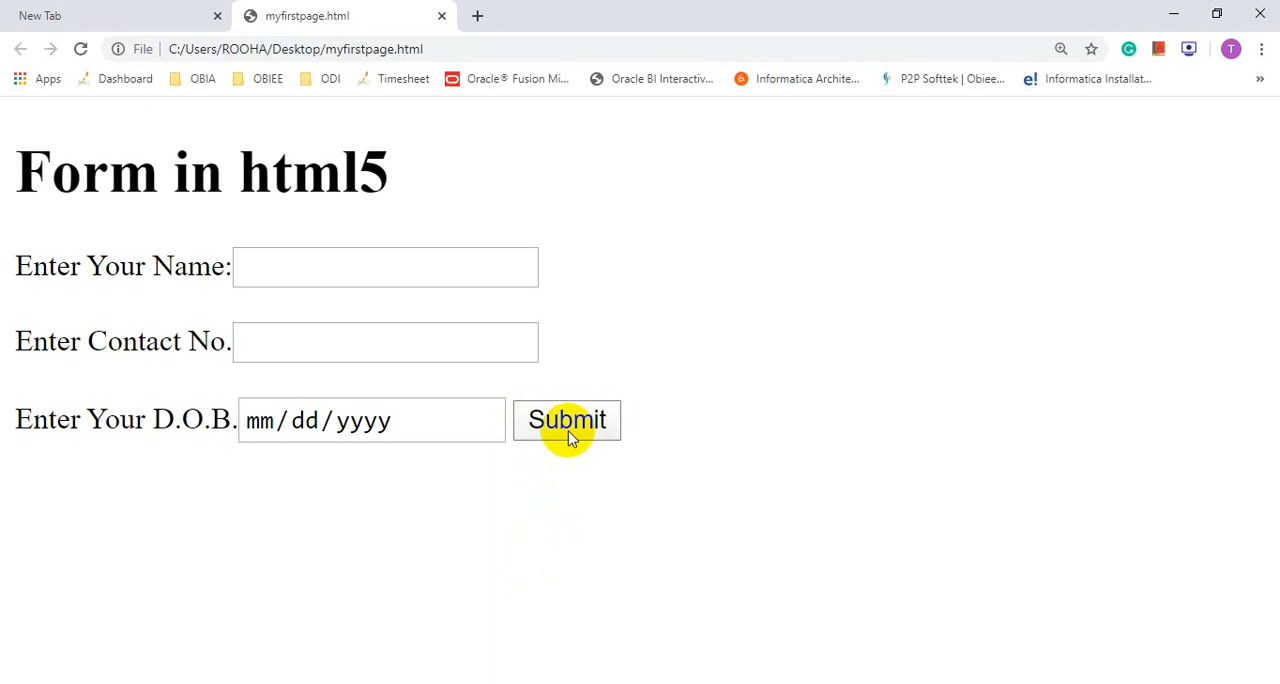 New Tab
myfirstpage.html
File
C:/Users/ROOHA/Desktop/myfirstpage.html
T
Apps
Dashboard
OBIA
OBIEE
ODI
Timesheet
Oracle® Fusion Mi...
Oracle BI Interactiv...
Informatica Archite...
P2P Softtek | Obiee...
e!
Informatica Installat...
»
Form in html5
Enter Your Name:
Enter Contact No.
Enter Your D.O.B. mm/dd/yyyy Submit